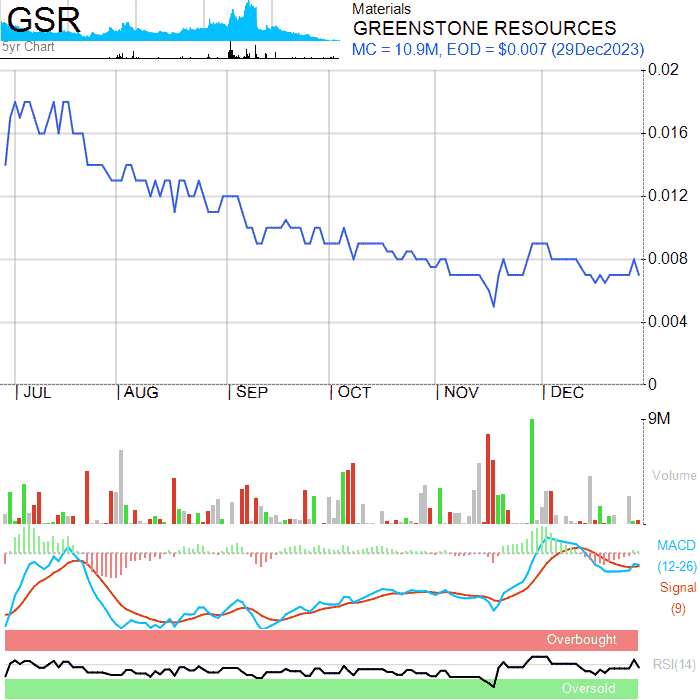 GSR
5yr Chart
Materials
GREENSTONE RESOURCES
MC = 10.9M, EOD = $0.007 (29Dec2023)
0.02
0.016
0.012
0.008
0.004
0
JUL AUG SEP OCT NOV DEC
9M
Volume
MACD
(12-26)
Signal
(9)
Overbought
RSI(14)
Oversold